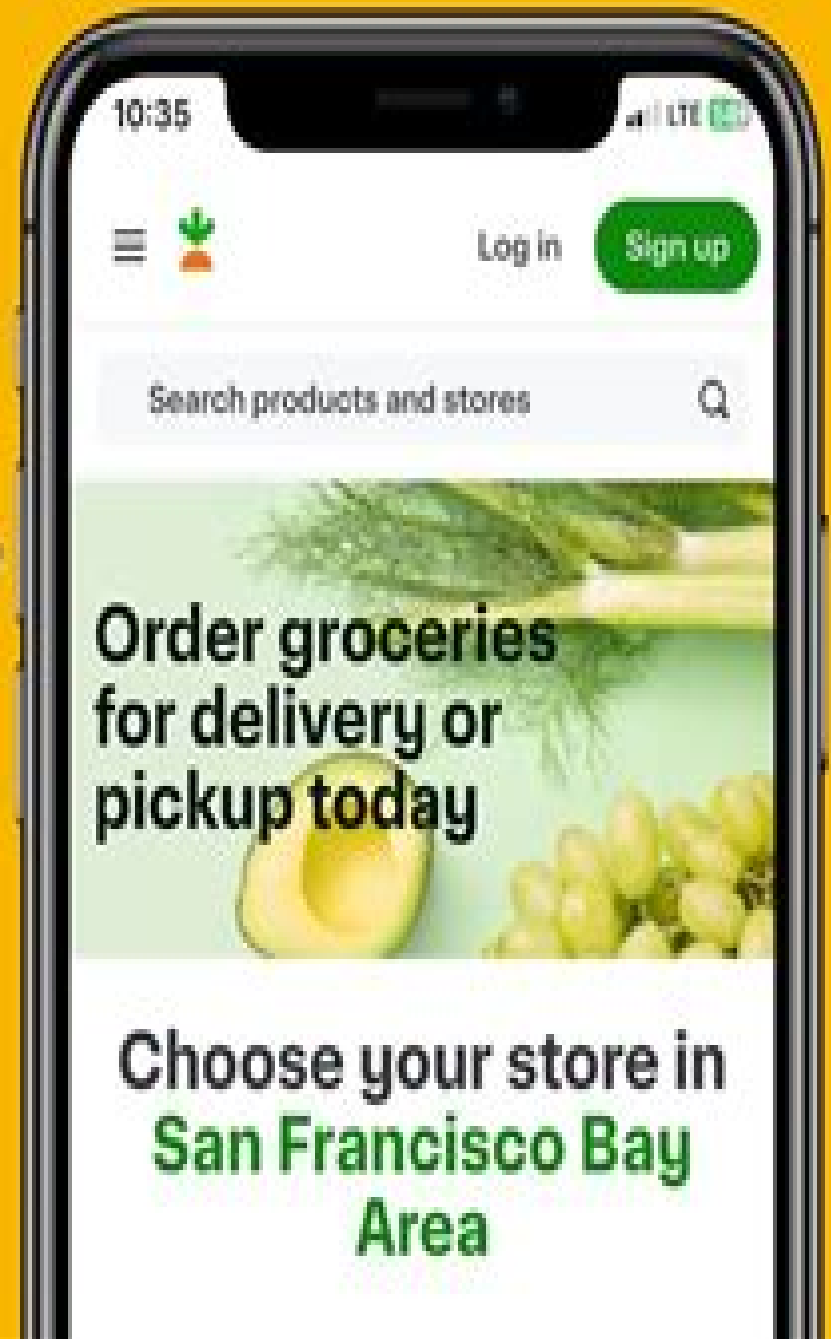 10:35
LTE
Log in
Sign up
Search products and stores
Order groceries
for delivery or
pickup today
Choose your store in
San Francisco Bay
Area